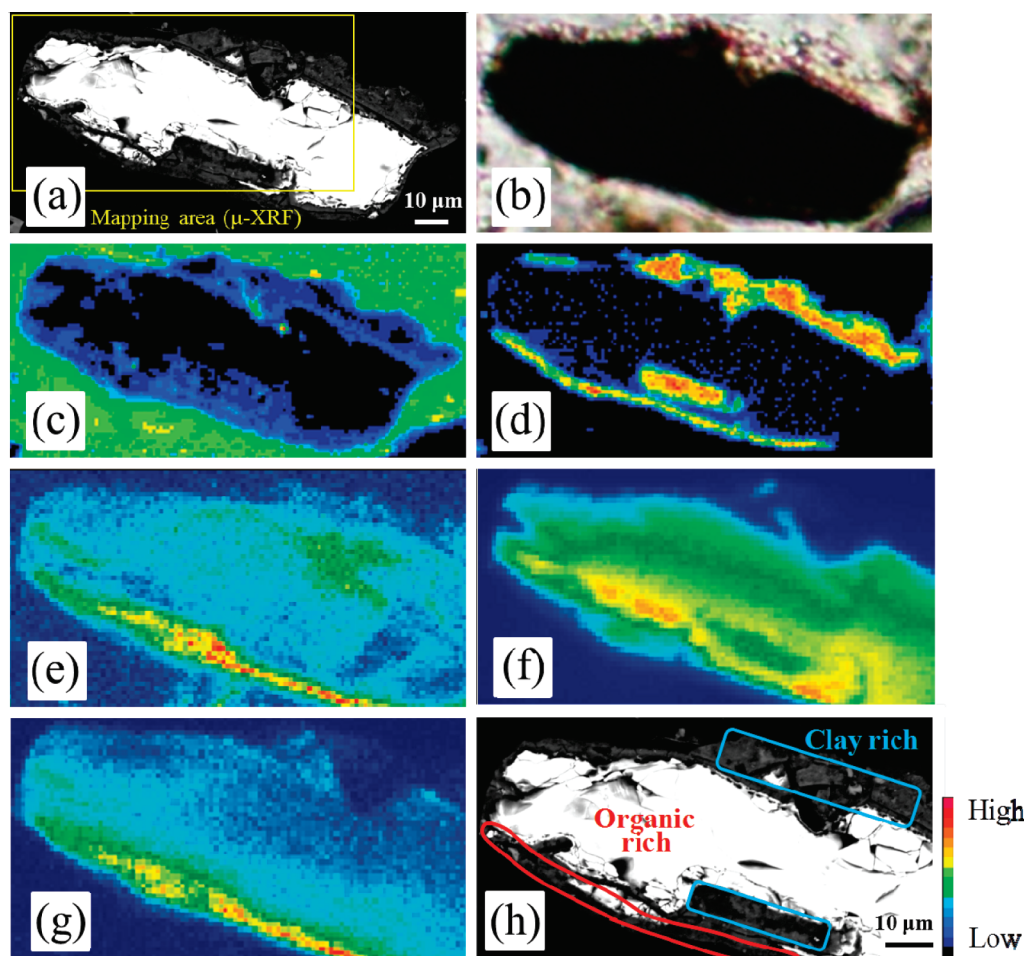 (a)
Mapping area (μ-XRF)
10 μm
(b)
(c)
(d)
(e)
(f)
(g)
(h)
Clay rich
Organic
rich
10 μm
High
Low